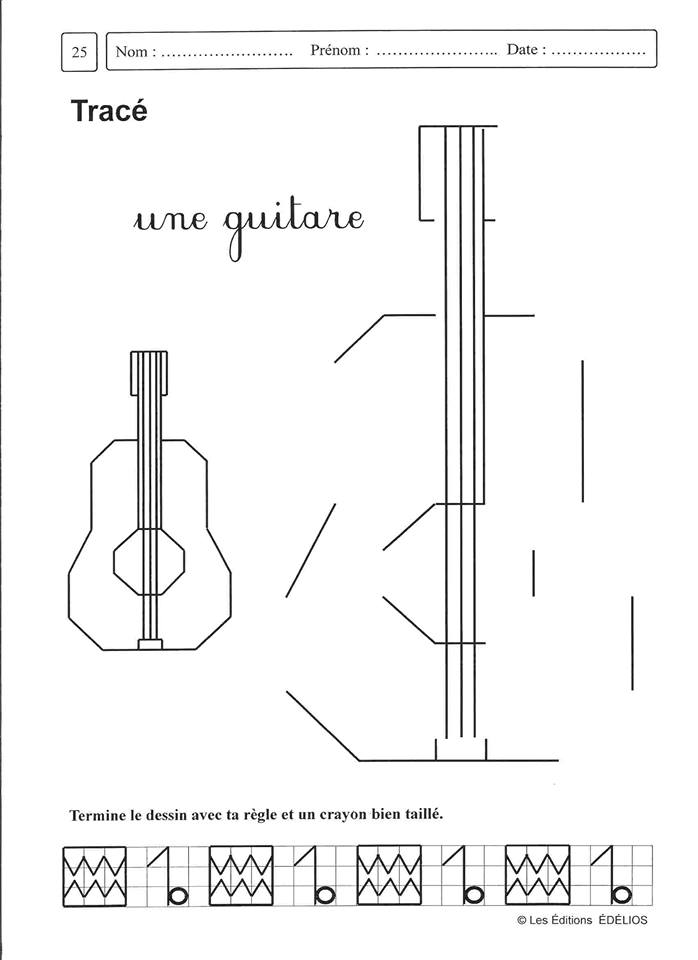 25
Nom : ........................ Prénom : ........................ Date : ..................
Tracé
une guitare
Termine le dessin avec ta règle et un crayon bien taillé.
© Les Éditions ÉDÉLIOS